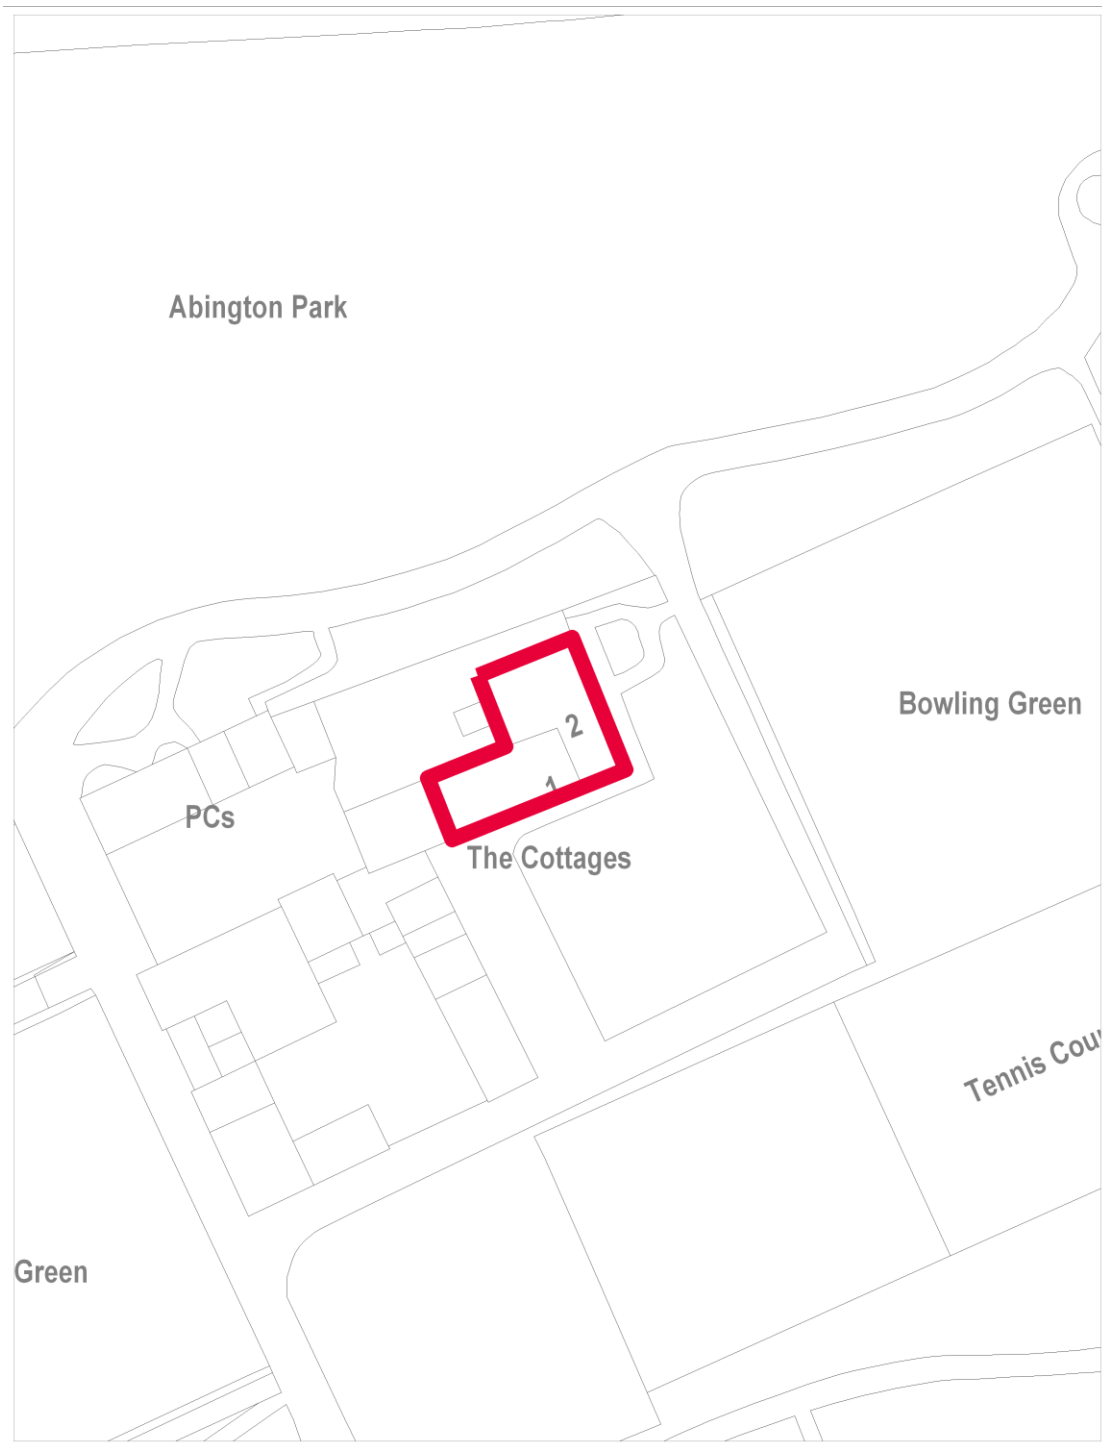 Abington Park
Bowling Green
2
1
PCs
The Cottages
Tennis Cou
Green